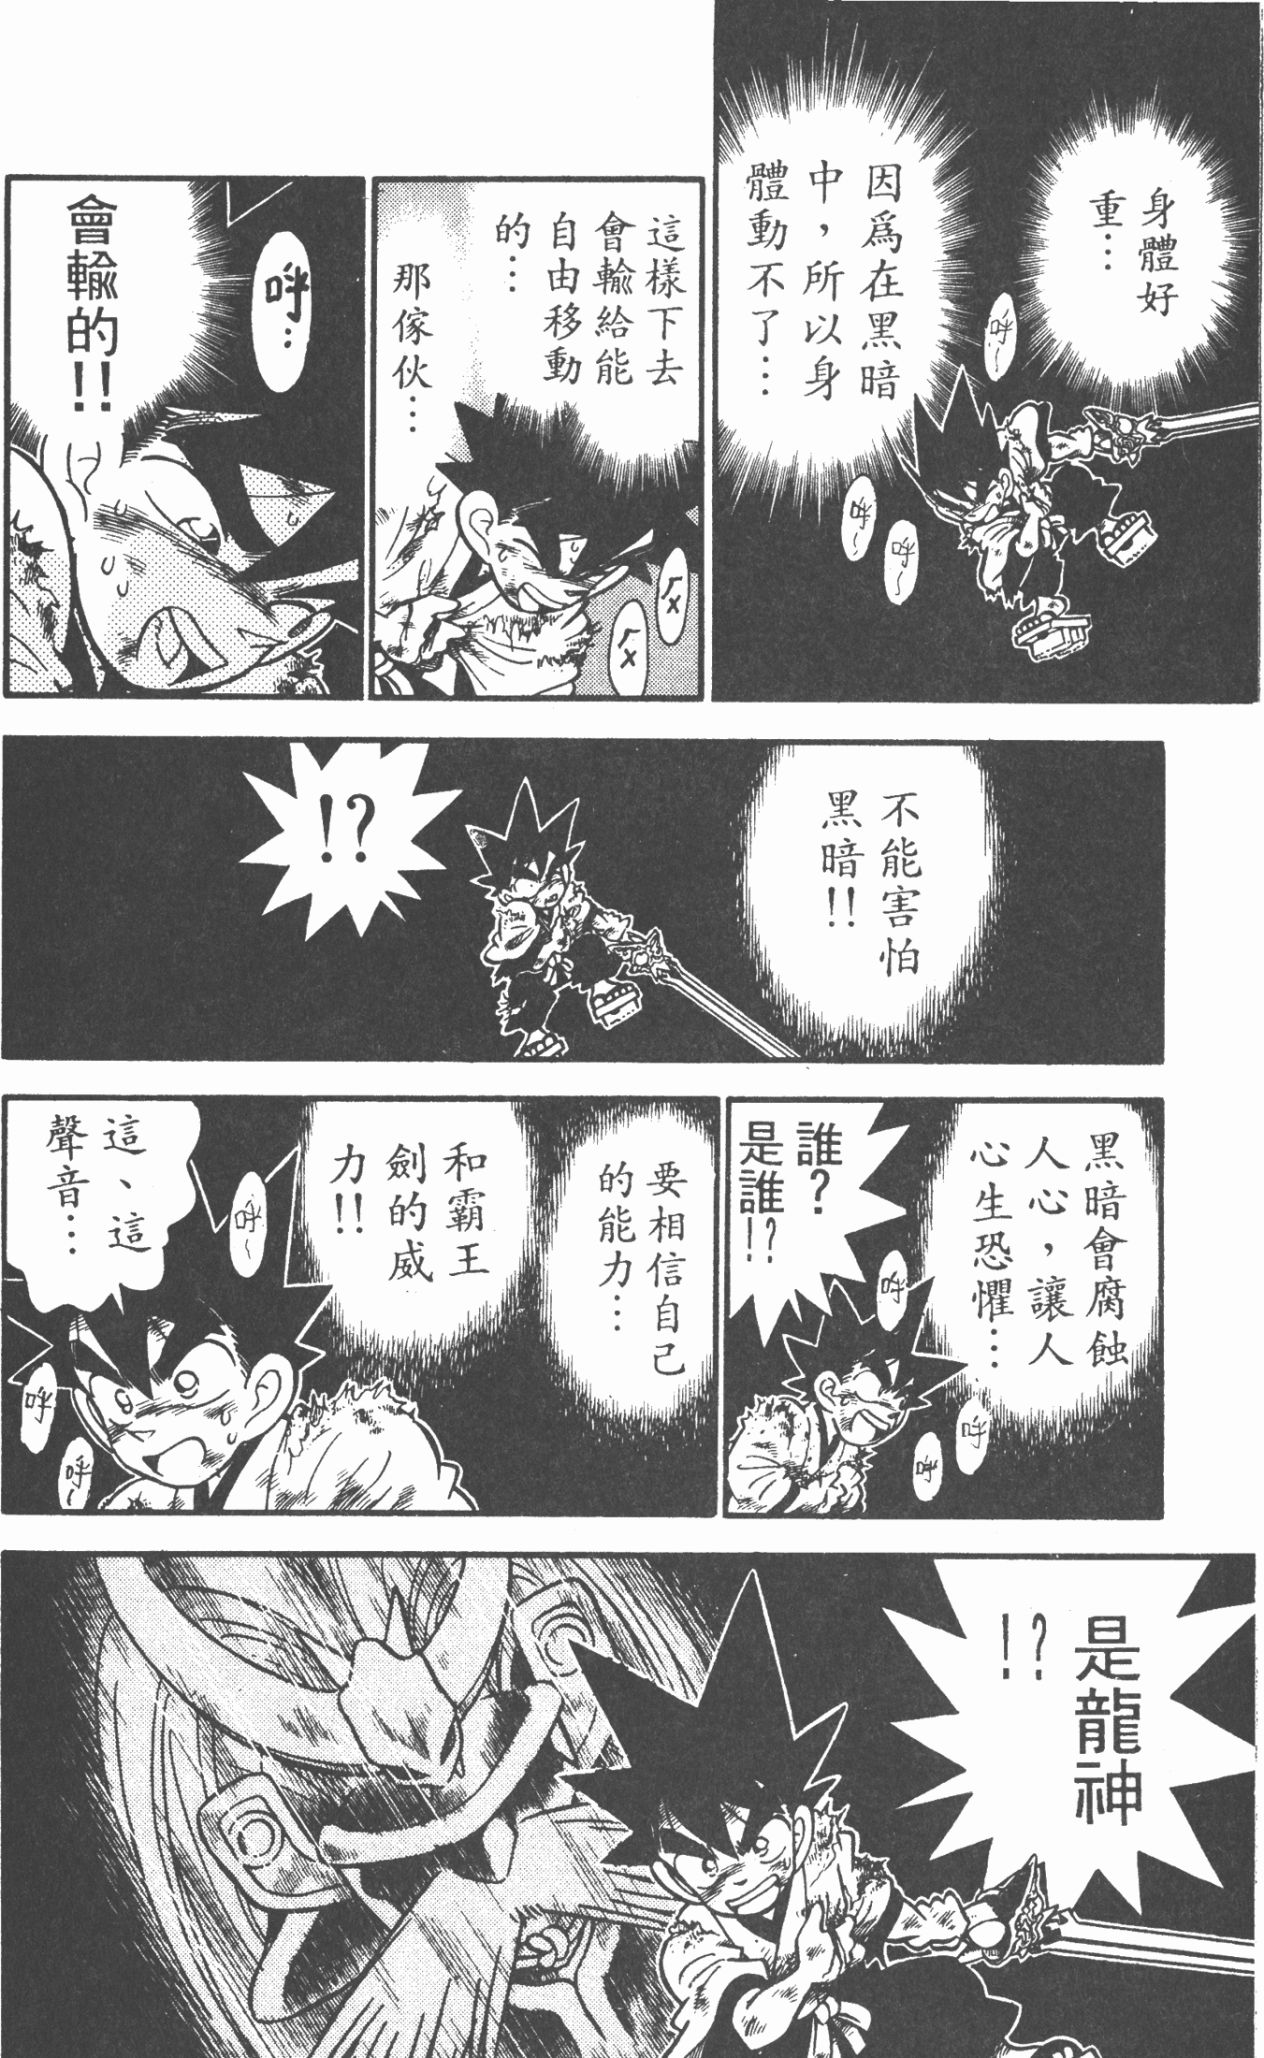 身體好
重…
呼~
因爲在黑暗
中，所以身
體動不了…
呼~
呼~
這樣下去
會輸給能
自由移動
的…
那傢伙…
呼…
會輸的!!
不能害怕
黑暗!!
!?
黑暗會腐蝕
人心，讓人
心生恐懼…
誰？
是誰!?
呼
呼
呼
要相信自己
的能力…
和霸王
劍的威
力!!
呼~
這、這
聲音…
呼
呼~
是龍神
!?